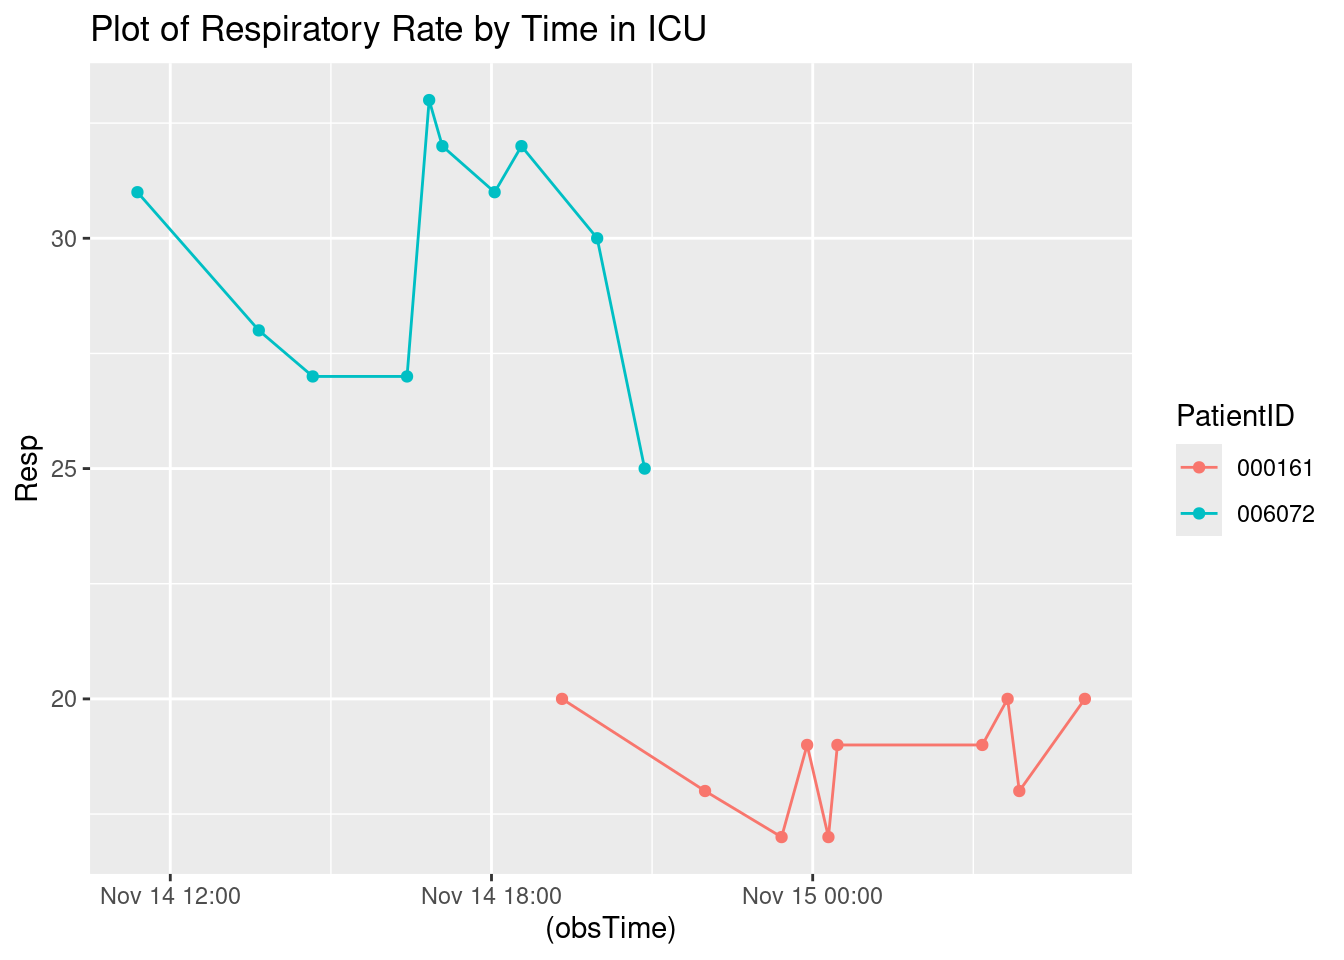 Plot of Respiratory Rate by Time in ICU
30
25
20
Resp
Nov 14 12:00
Nov 14 18:00
Nov 15 00:00
(obsTime)
PatientID
000161
006072